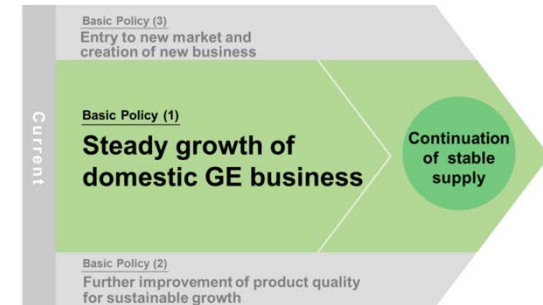 Basic Policy (3)
Entry to new market and
creation of new business
Current
Basic Policy (1)
Steady growth of
domestic GE business
Continuation
of stable
supply
Basic Policy (2)
Further improvement of product quality
for sustainable growth